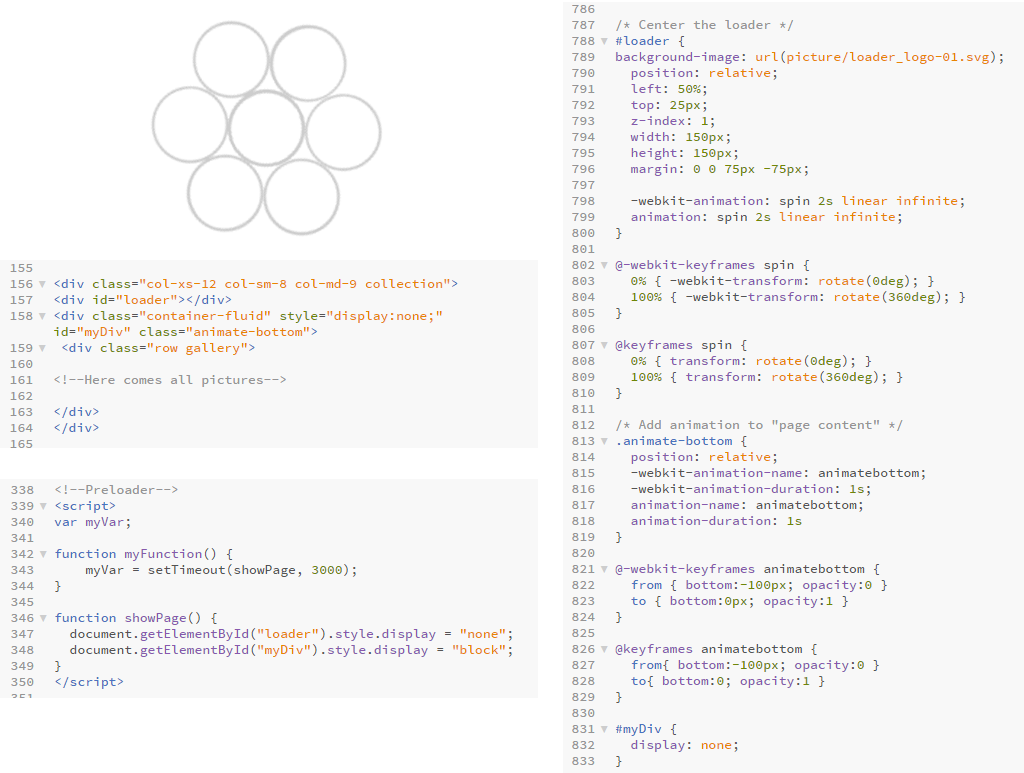 155
156 <div class="col-xs-12 col-sm-8 col-md-9 collection">
157 <div id="loader"></div>
158 <div class="container-fluid" style="display:none;"
id="myDiv" class="animate-bottom">
159 <div class="row gallery">
160
161 <!--Here comes all pictures-->
162
163 </div>
164 </div>
165
338 <!--Preloader-->
339 <script>
340 var myVar;
341
342 function myFunction() {
343 myVar = setTimeout(showPage, 3000);
344 }
345
346 function showPage() {
347 document.getElementById("loader").style.display = "none";
348 document.getElementById("myDiv").style.display = "block";
349 }
350 </script>
351
786
787 /* Center the loader */
788 #loader {
789 background-image: url(picture/loader_logo-01.svg);
790 position: relative;
791 left: 50%;
792 top: 25px;
793 z-index: 1;
794 width: 150px;
795 height: 150px;
796 margin: 0 0 75px -75px;
797
798 -webkit-animation: spin 2s linear infinite;
799 animation: spin 2s linear infinite;
800 }
801
802 @-webkit-keyframes spin {
803 0% { -webkit-transform: rotate(0deg); }
804 100% { -webkit-transform: rotate(360deg); }
805 }
806
807 @keyframes spin {
808 0% { transform: rotate(0deg); }
809 100% { transform: rotate(360deg); }
810 }
811
812 /* Add animation to "page content" */
813 .animate-bottom {
814 position: relative;
815 -webkit-animation-name: animatebottom;
816 -webkit-animation-duration: 1s;
817 animation-name: animatebottom;
818 animation-duration: 1s
819 }
820
821 @-webkit-keyframes animatebottom {
822 from { bottom:-100px; opacity:0 }
823 to { bottom:0px; opacity:1 }
824 }
825
826 @keyframes animatebottom {
827 from{ bottom:-100px; opacity:0 }
828 to{ bottom:0; opacity:1 }
829 }
830
831 #myDiv {
832 display: none;
833 }